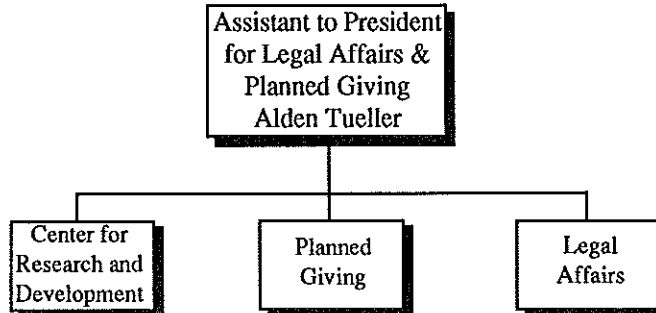 Assistant to President
for Legal Affairs &
Planned Giving
Alden Tueller
Center for
Research and
Development
Planned
Giving
Legal
Affairs